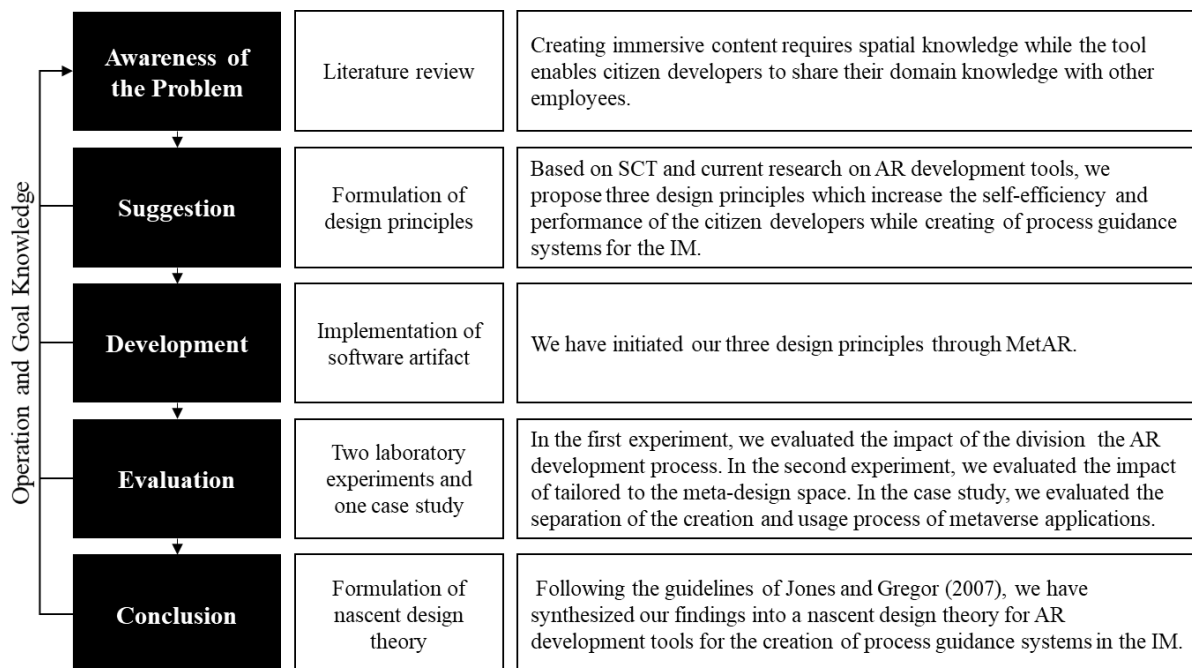 Operation and Goal Knowledge
Awareness of
the Problem
Literature review
Creating immersive content requires spatial knowledge while the tool
enables citizen developers to share their domain knowledge with other
employees.
Suggestion
Formulation of
design principles
Based on SCT and current research on AR development tools, we
propose three design principles which increase the self-efficiency and
performance of the citizen developers while creating of process guidance
systems for the IM.
Development
Implementation of
software artifact
We have initiated our three design principles through MetAR.
Evaluation
Two laboratory
experiments and
one case study
In the first experiment, we evaluated the impact of the division the AR
development process. In the second experiment, we evaluated the impact
of tailored to the meta-design space. In the case study, we evaluated the
separation of the creation and usage process of metaverse applications.
Conclusion
Formulation of
nascent design
theory
Following the guidelines of Jones and Gregor (2007), we have
synthesized our findings into a nascent design theory for AR
development tools for the creation of process guidance systems in the IM.